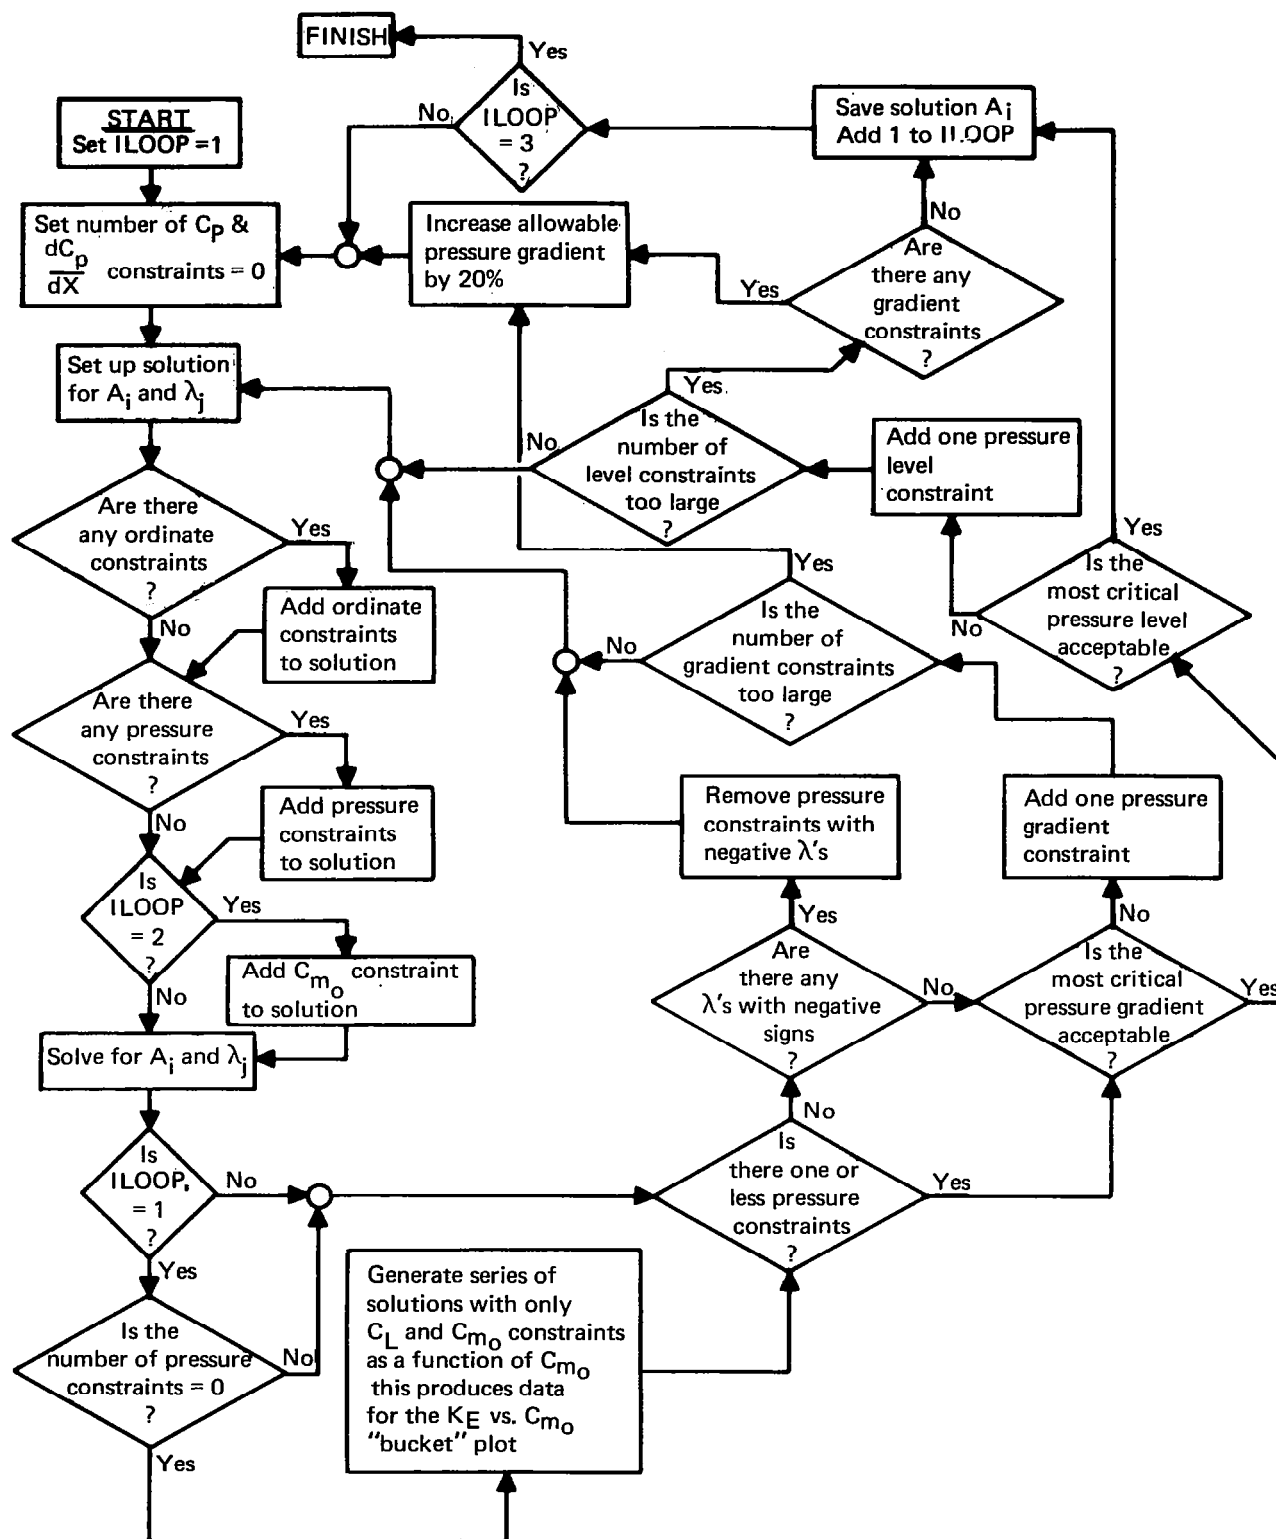 FINISH
Yes
Is
ILOOP
= 3
?
No
START
Set ILOOP = 1
Save solution Ai
Add 1 to ILOOP
Set number of CP &
dCp
dX constraints = 0
Increase allowable
pressure gradient
by 20%
No
Are
there any
gradient
constraints
?
Yes
Set up solution
for Ai and λj
Yes
Is the
number of
level constraints
too large
?
No
Add one pressure
level
constraint
Are there
any ordinate
constraints
?
Yes
No
Add ordinate
constraints
to solution
Yes
Is the
number of
gradient constraints
too large
?
No
Yes
Is the
most critical
pressure level
acceptable
?
No
Are there
any pressure
constraints
?
Yes
No
Add pressure
constraints
to solution
Remove pressure
constraints with
negative λ's
Add one pressure
gradient
constraint
Is
ILOOP
= 2
?
Yes
No
Add Cmo constraint
to solution
Yes
Are
there any
λ's with negative
signs
?
No
No
Is the
most critical
pressure gradient
acceptable
?
Yes
Solve for Ai and λj
Is
ILOOP
= 1
?
No
Yes
No
Is
there one or
less pressure
constraints
?
Yes
Is the
number of pressure
constraints = 0
?
No
Yes
Generate series of
solutions with only
CL and Cmo constraints
as a function of Cmo
this produces data
for the KE vs. Cmo
"bucket" plot